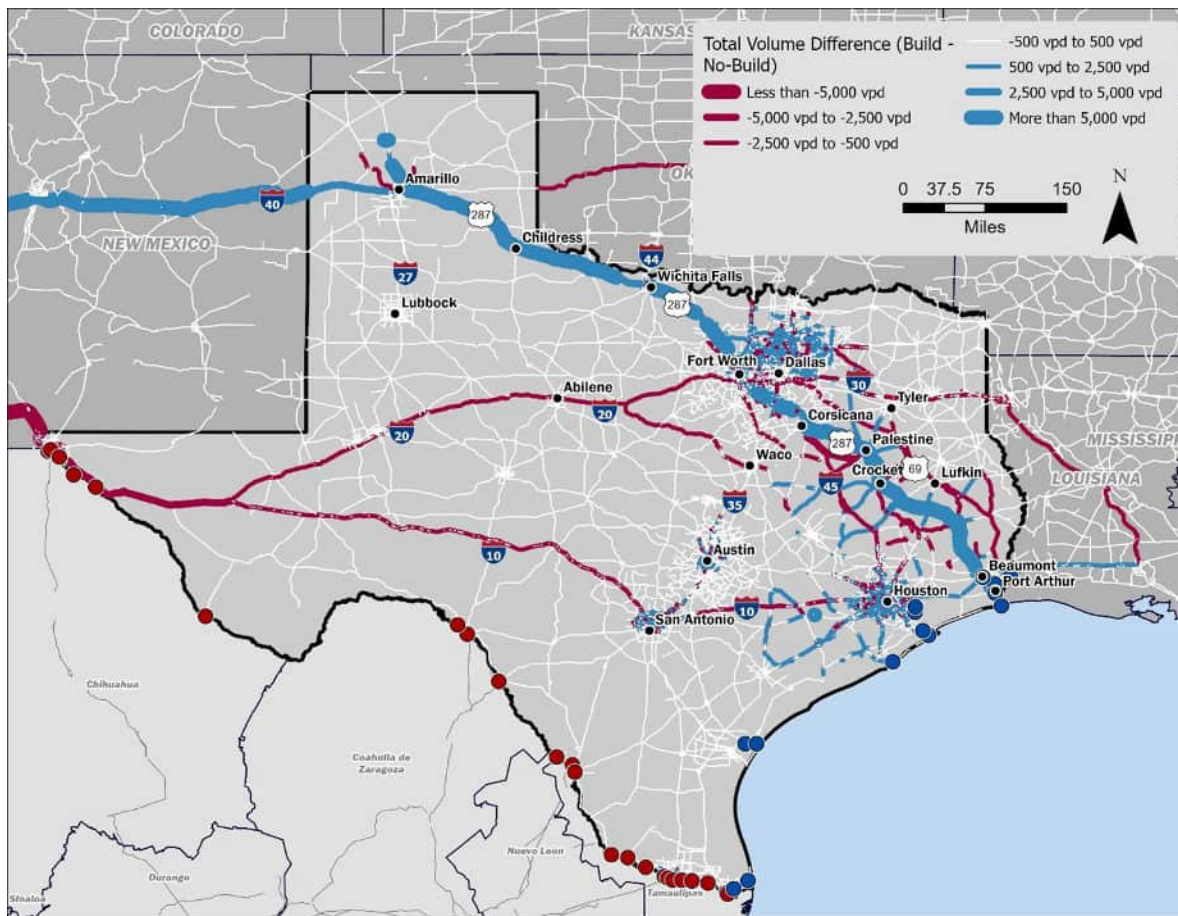 COLORADO
KANSAS
Total Volume Difference (Build -
No-Build)
Less than -5,000 vpd
-5,000 vpd to -2,500 vpd
-2,500 vpd to -500 vpd
-500 vpd to 500 vpd
500 vpd to 2,500 vpd
2,500 vpd to 5,000 vpd
More than 5,000 vpd
0 37.5 75 150
Miles
N
OK
Amarillo
40
287
NEW MEXICO
Childress
44
27
Wichita Falls
287
Lubbock
Fort Worth
Dallas
30
Abilene
20
Tyler
20
Corsicana
287
Palestine
MISSISSIPPI
Waco
Crocket
69
Lufkin
45
LOUISIANA
35
10
Austin
Beaumont
Port Arthur
Houston
10
San Antonio
Chihuahua
Coahuila de
Zaragoza
Nuevo Leon
Durango
Tamaulipas
Sinaloa